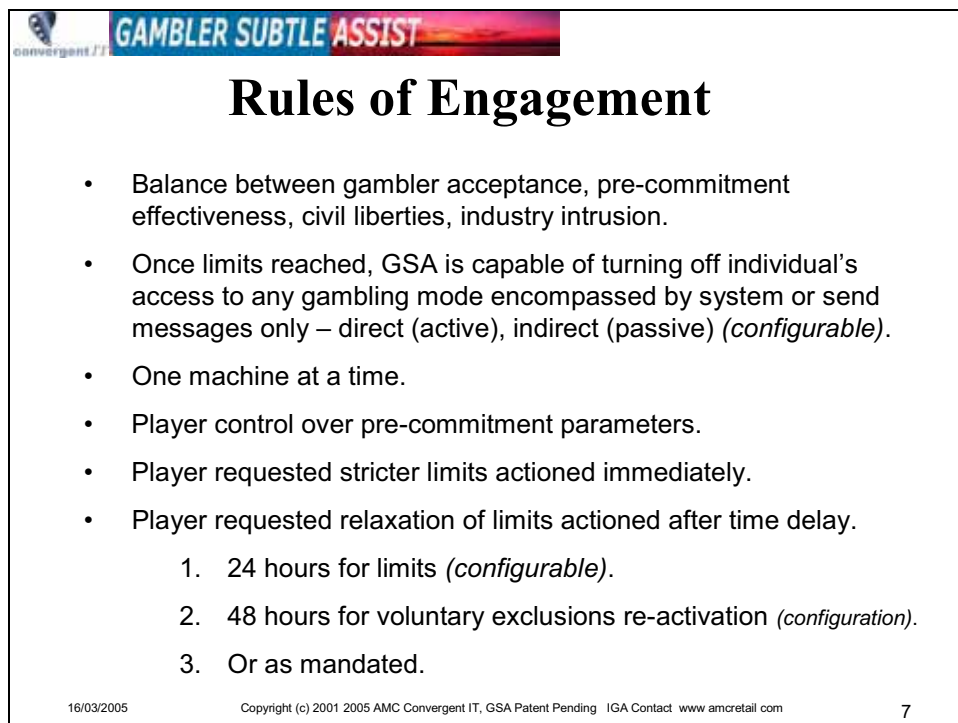 convergent IT GAMBLER SUBTLE ASSIST
Rules of Engagement
• Balance between gambler acceptance, pre-commitment
effectiveness, civil liberties, industry intrusion.
• Once limits reached, GSA is capable of turning off individual's
access to any gambling mode encompassed by system or send
messages only – direct (active), indirect (passive) (configurable).
• One machine at a time.
• Player control over pre-commitment parameters.
• Player requested stricter limits actioned immediately.
• Player requested relaxation of limits actioned after time delay.
1. 24 hours for limits (configurable).
2. 48 hours for voluntary exclusions re-activation (configuration).
3. Or as mandated.
16/03/2005 Copyright (c) 2001 2005 AMC Convergent IT, GSA Patent Pending IGA Contact www amcretail com 7